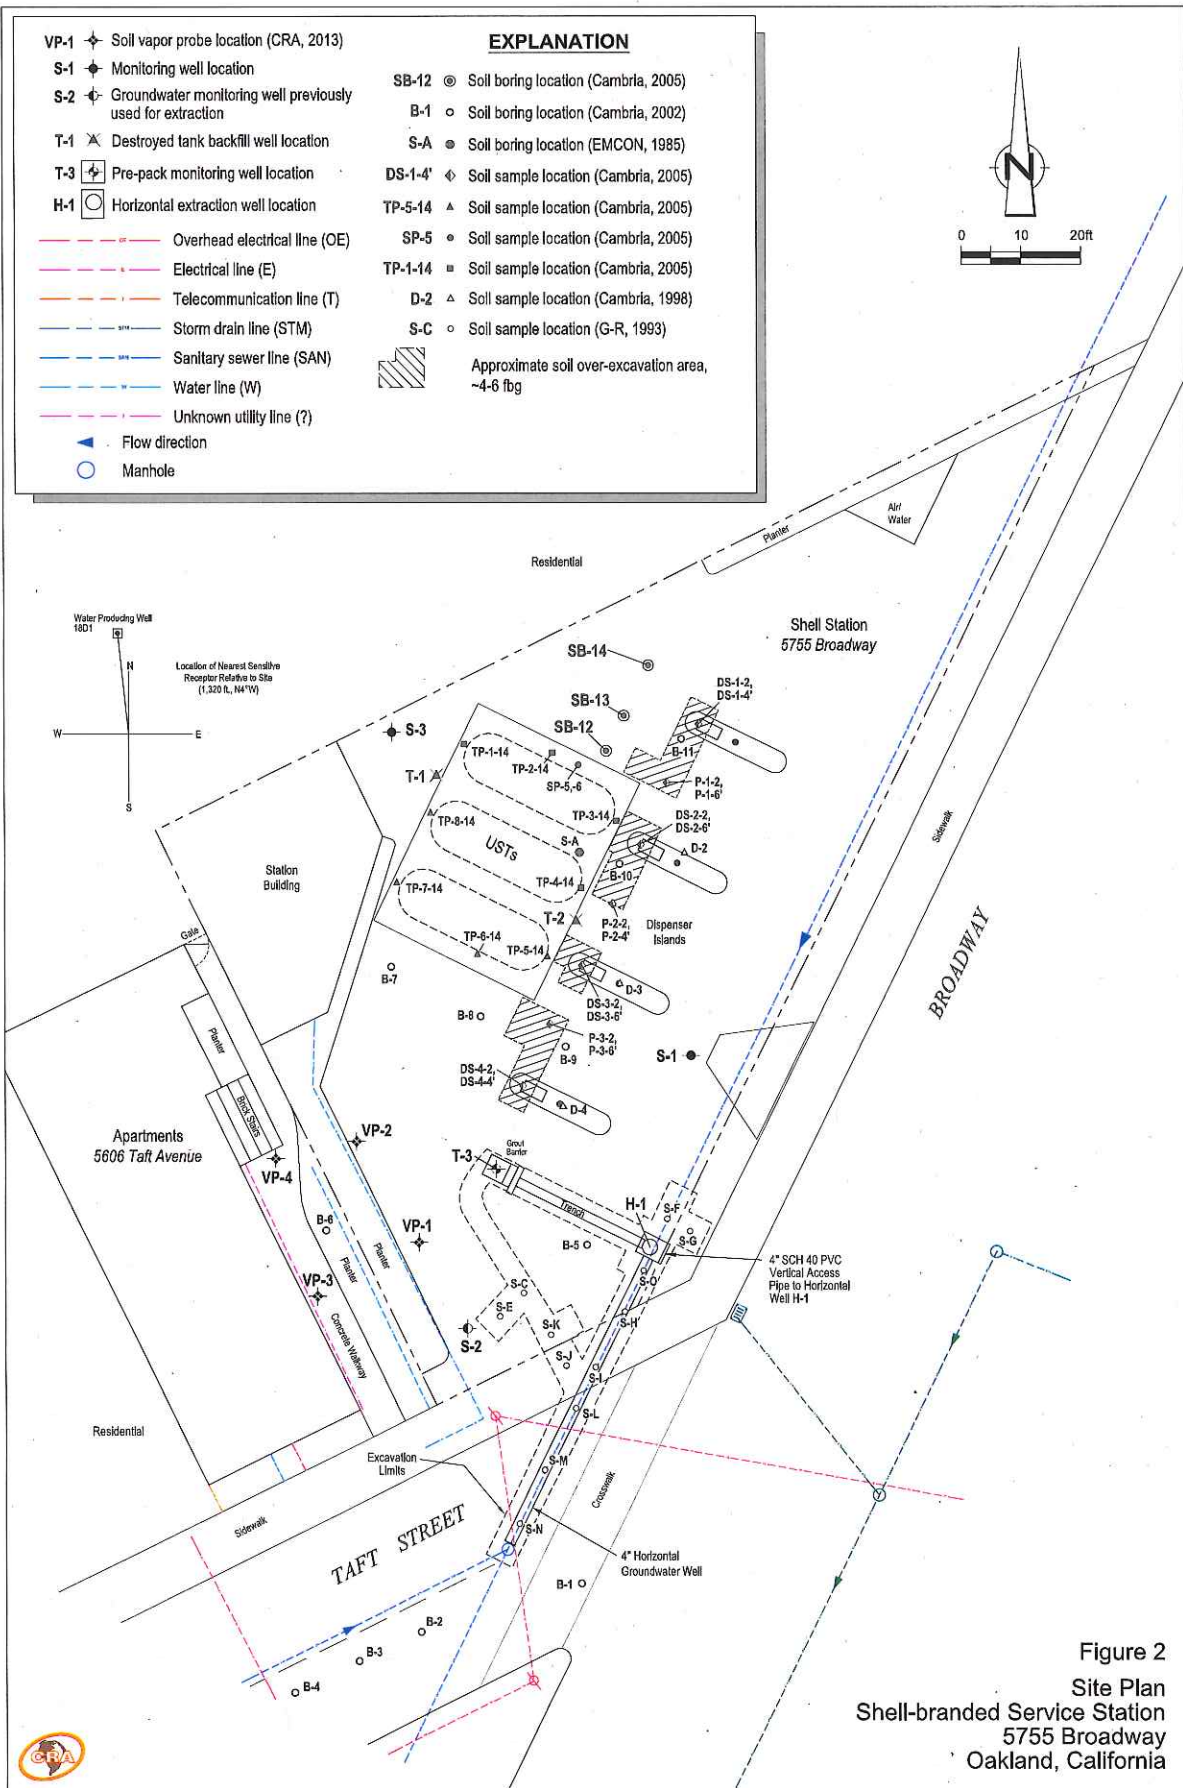 EXPLANATION
VP-1 Soil vapor probe location (CRA, 2013)
S-1 Monitoring well location
S-2 Groundwater monitoring well previously
used for extraction
T-1 Destroyed tank backfill well location
T-3 Pre-pack monitoring well location
H-1 Horizontal extraction well location
OE Overhead electrical line (OE)
E Electrical line (E)
T Telecommunication line (T)
STM Storm drain line (STM)
SAN Sanitary sewer line (SAN)
W Water line (W)
? Unknown utility line (?)
Flow direction
Manhole
SB-12 Soil boring location (Cambria, 2005)
B-1 Soil boring location (Cambria, 2002)
S-A Soil boring location (EMCON, 1985)
DS-1-4' Soil sample location (Cambria, 2005)
TP-5-14 Soil sample location (Cambria, 2005)
SP-5 Soil sample location (Cambria, 2005)
TP-1-14 Soil sample location (Cambria, 2005)
D-2 Soil sample location (Cambria, 1998)
S-C Soil sample location (G-R, 1993)
Approximate soil over-excavation area,
~4-6 fbg
N
0 10 20ft
Air/
Water
Planter
Residential
Shell Station
5755 Broadway
Water Producing Well
18D1
N
Location of Nearest Sensitive
Receptor Relative to Site
(1,320 ft., N4°W)
W
E
S
SB-14
SB-13
SB-12
DS-1-2,
DS-1-4'
B-11
S-3
TP-1-14
TP-2-14
SP-5,-6
T-1
P-1-2,
P-1-6'
TP-8-14
TP-3-14
DS-2-2,
DS-2-6'
USTs
S-A
D-2
Sidewalk
Station
Building
TP-7-14
TP-4-14
B-10
T-2
P-2-2,
P-2-4'
Dispenser
Islands
BROADWAY
Gate
TP-6-14
TP-5-14
B-7
D-3
DS-3-2,
DS-3-6'
B-8
P-3-2,
P-3-6'
Planter
B-9
S-1
DS-4-2,
DS-4-4'
D-4
Brick Stairs
Apartments
5606 Taft Avenue
VP-2
VP-4
T-3
Grout
Barrier
Trench
H-1
S-F
S-G
B-6
VP-1
B-5
4" SCH 40 PVC
Vertical Access
Pipe to Horizontal
Well H-1
Planter
Planter
S-O
VP-3
S-C
S-E
S-H
S-K
S-2
Concrete Walkway
S-J
S-I
S-L
Residential
Excavation
Limits
S-M
Crosswalk
Sidewalk
TAFT STREET
S-N
4" Horizontal
Groundwater Well
B-1
B-2
B-3
B-4
Figure 2
Site Plan
Shell-branded Service Station
5755 Broadway
Oakland, California
CRA